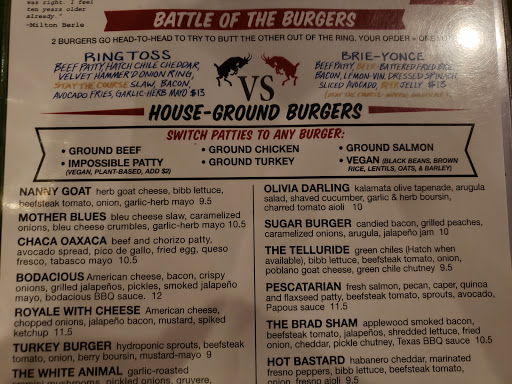 was right. I feel
ten years older
already."
-Milton Berle
BATTLE OF THE BURGERS
2 BURGERS GO HEAD-TO-HEAD TO TRY TO BUTT THE OTHER OUT OF THE RING. YOUR ORDER =
RING TOSS
BEEF PATTY, HATCH CHILE CHEDDAR,
VELVET HAMMER'D ONION RING,
STAY THE COURSE SLAW, BACON,
AVOCADO FRIES, GARLIC-HERB MAYO $13
VS
BRIE-YONCE
BEEF PATTY, BEER-BATTERED FRIED BRIE,
BACON, LEMON-VIN. DRESSED SPINACH,
SLICED AVOCADO, BEER JELLY $13
HOUSE-GROUND BURGERS
SWITCH PATTIES TO ANY BURGER:
• GROUND BEEF
• IMPOSSIBLE PATTY
(VEGAN, PLANT-BASED, ADD $2)
• GROUND CHICKEN
• GROUND TURKEY
• GROUND SALMON
• VEGAN (BLACK BEANS, BROWN
RICE, LENTILS, OATS, & BARLEY)
NANNY GOAT herb goat cheese, bibb lettuce,
beefsteak tomato, onion, garlic-herb mayo 9.5
MOTHER BLUES bleu cheese slaw, caramelized
onions, bleu cheese crumbles, garlic-herb mayo 10.5
CHACA OAXACA beef and chorizo patty,
avocado spread, pico de gallo, fried egg, queso
fresco, tabasco mayo 10.5
BODACIOUS American cheese, bacon, crispy
onions, grilled jalapeños, pickles, smoked jalapeño
mayo, bodacious BBQ sauce. 12
ROYALE WITH CHEESE American cheese,
chopped onions, jalapeño bacon, mustard, spiked
ketchup 11.5
TURKEY BURGER hydroponic sprouts, beefsteak
tomato, onion, berry boursin, mustard-mayo 9
THE WHITE ANIMAL garlic-roasted
cremini mushrooms, pickled onions, gruyere,
OLIVIA DARLING kalamata olive tapenade, arugula
salad, shaved cucumber, garlic & herb boursin,
charred tomato aioli 10
SUGAR BURGER candied bacon, grilled peaches,
caramelized onions, arugula, jalapeño jam 10
THE TELLURIDE green chiles (Hatch when
available), bibb lettuce, beefsteak tomato, onion,
poblano goat cheese, green chile chutney 9.5
PESCATARIAN fresh salmon, pecan, caper, quinoa
and flaxseed patty, beefsteak tomato, sprouts, avocado,
Papous sauce 11.5
THE BRAD SHAM applewood smoked bacon,
beefsteak tomato, jalapeños, shredded lettuce, fried
onion, cheddar, pickle chutney, Texas BBQ sauce 10.5
HOT BASTARD habanero cheddar, marinated
fresno peppers, bibb lettuce, beefsteak tomato,
onion, fresno aioli 9.5